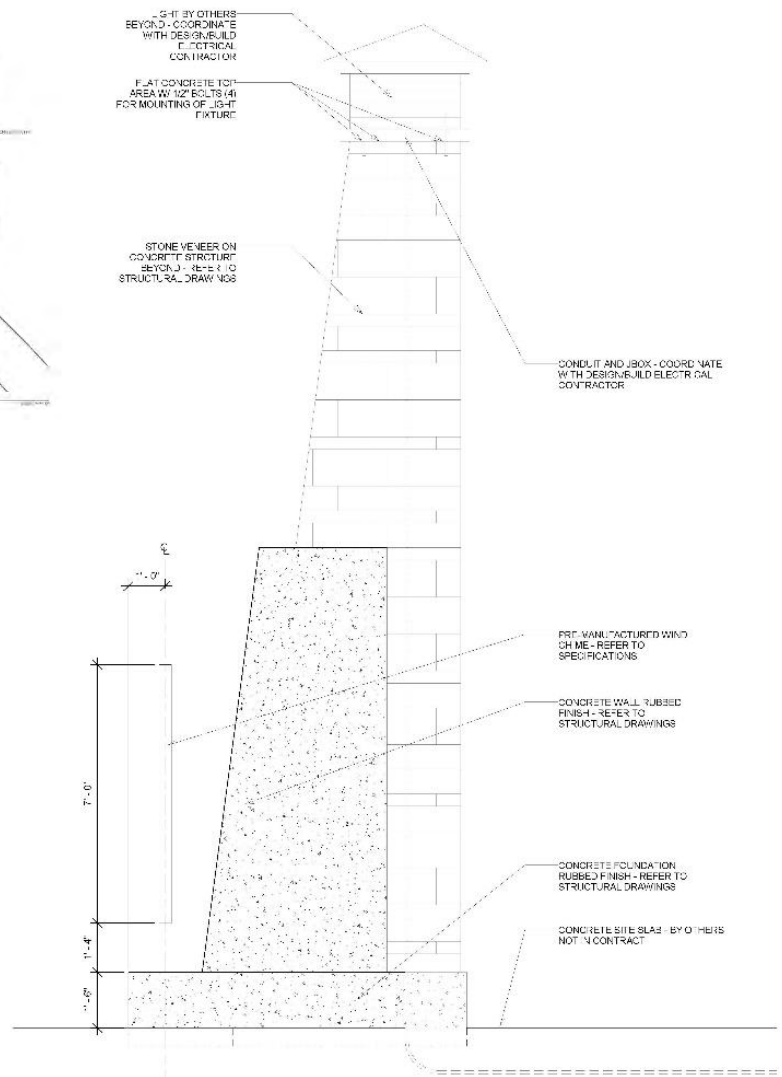 LIGHT BY OTHERS
BEYOND - COORDINATE
WITH DESIGN/BUILD
ELECTRICAL
CONTRACTOR
FLAT CONCRETE TOP
AREA W/ 1/2" BOLTS (4)
FOR MOUNTING OF LIGHT
FIXTURE
STONE VENEER ON
CONCRETE STRCTURE
BEYOND - REFER TO
STRUCTURAL DRAWINGS
CONDUIT AND JBOX - COORDINATE
WITH DESIGN/BUILD ELECTRICAL
CONTRACTOR
1' - 0"
PRE-MANUFACTURED WIND
CHIME - REFER TO
SPECIFICATIONS
CONCRETE WALL RUBBED
FINISH - REFER TO
STRUCTURAL DRAWINGS
7' - 0"
CONCRETE FOUNDATION
RUBBED FINISH - REFER TO
STRUCTURAL DRAWINGS
CONCRETE SITE SLAB - BY OTHERS
NOT IN CONTRACT
1' - 4"
1' - 6"